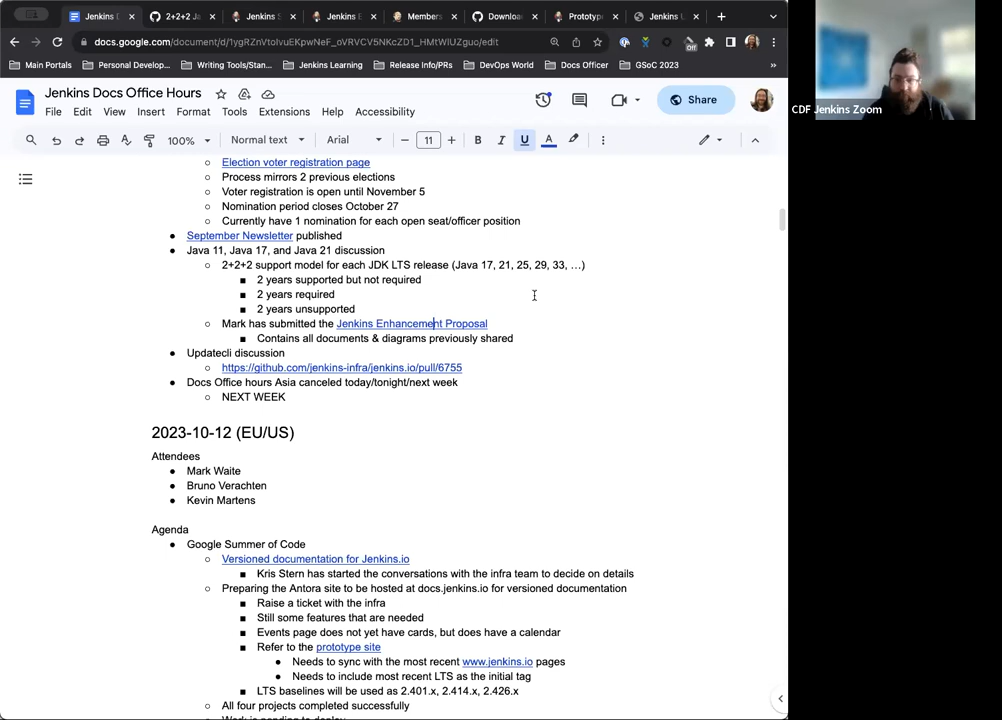 Jenkins D
2+2+2 Ja
Jenkins S
Jenkins E
Members
Downloa
Prototyp
Jenkins L
docs.google.com/document/d/1ygRZnVtoIvuEKpwNeF_oVRVCV5NKcZD1_HMtWIUZguo/edit
Main Portals
Personal Develop...
Writing Tools/Stan...
Jenkins Learning
Release Info/PRs
DevOps World
Docs Officer
GSoC 2023
Off
Jenkins Docs Office Hours
File Edit View Insert Format Tools Extensions Help Accessibility
Share
100% Normal text Arial 11 B I U A
CDF Jenkins Zoom
○ Election voter registration page
○ Process mirrors 2 previous elections
○ Voter registration is open until November 5
○ Nomination period closes October 27
○ Currently have 1 nomination for each open seat/officer position
● September Newsletter published
● Java 11, Java 17, and Java 21 discussion
○ 2+2+2 support model for each JDK LTS release (Java 17, 21, 25, 29, 33, …)
■ 2 years supported but not required
■ 2 years required
■ 2 years unsupported
○ Mark has submitted the Jenkins Enhancement Proposal
■ Contains all documents & diagrams previously shared
● Updatecli discussion
○ https://github.com/jenkins-infra/jenkins.io/pull/6755
● Docs Office hours Asia canceled today/tonight/next week
○ NEXT WEEK
2023-10-12 (EU/US)
Attendees
● Mark Waite
● Bruno Verachten
● Kevin Martens
Agenda
● Google Summer of Code
○ Versioned documentation for Jenkins.io
■ Kris Stern has started the conversations with the infra team to decide on details
○ Preparing the Antora site to be hosted at docs.jenkins.io for versioned documentation
■ Raise a ticket with the infra
■ Still some features that are needed
■ Events page does not yet have cards, but does have a calendar
■ Refer to the prototype site
● Needs to sync with the most recent www.jenkins.io pages
● Needs to include most recent LTS as the initial tag
■ LTS baselines will be used as 2.401.x, 2.414.x, 2.426.x
○ All four projects completed successfully